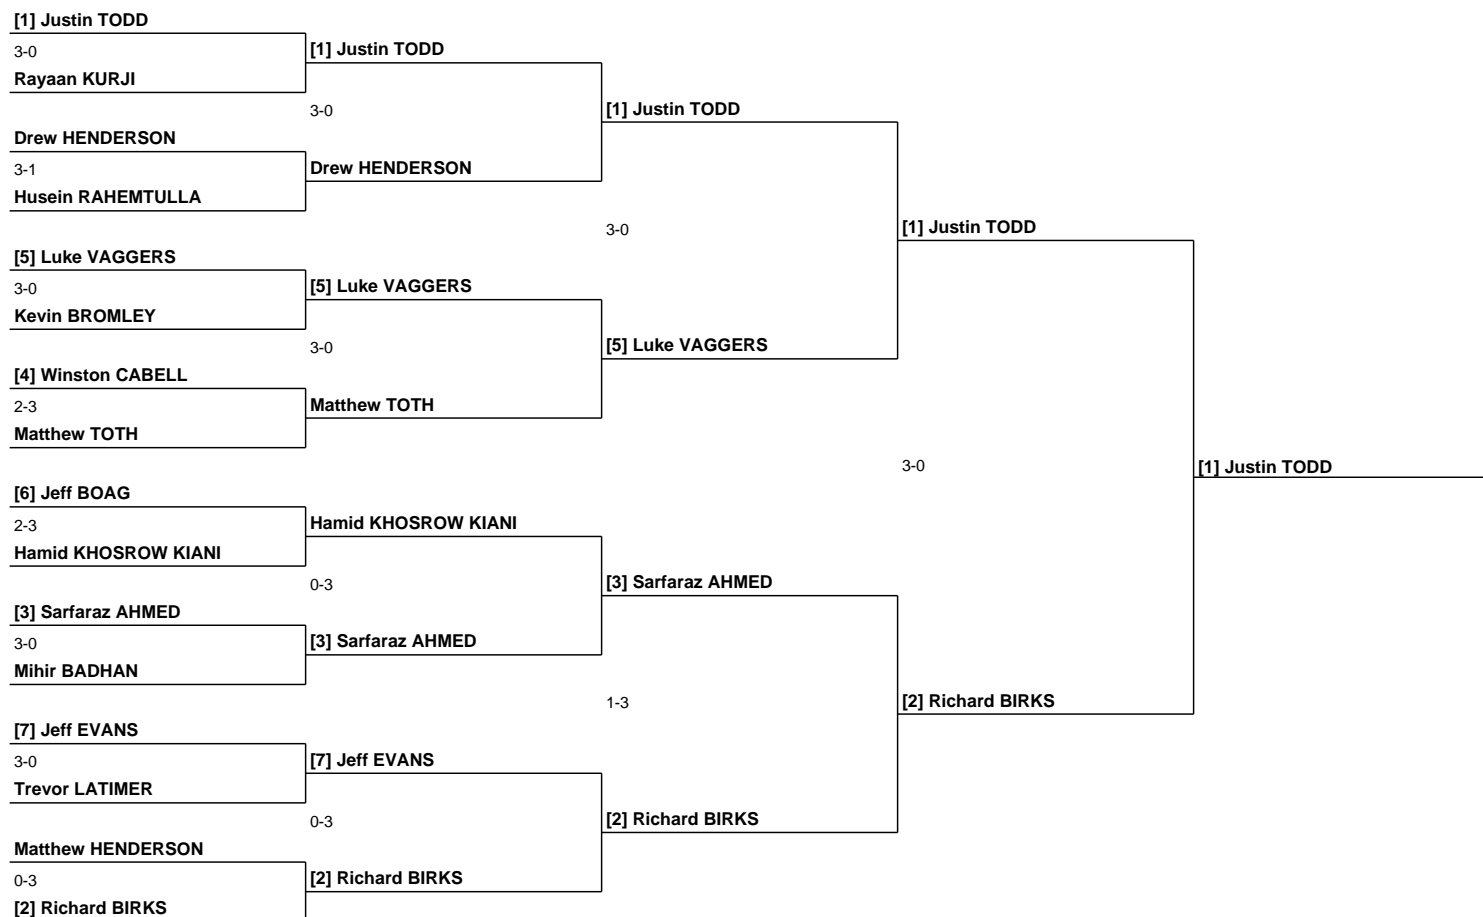 [1] Justin TODD
3-0
Rayaan KURJI
Drew HENDERSON
3-1
Husein RAHEMTULLA
[5] Luke VAGGERS
3-0
Kevin BROMLEY
[4] Winston CABELL
2-3
Matthew TOTH
[6] Jeff BOAG
2-3
Hamid KHOSROW KIANI
[3] Sarfaraz AHMED
3-0
Mihir BADHAN
[7] Jeff EVANS
3-0
Trevor LATIMER
Matthew HENDERSON
0-3
[2] Richard BIRKS
[1] Justin TODD
3-0
Drew HENDERSON
[5] Luke VAGGERS
3-0
Matthew TOTH
Hamid KHOSROW KIANI
0-3
[3] Sarfaraz AHMED
[7] Jeff EVANS
0-3
[2] Richard BIRKS
[1] Justin TODD
3-0
[5] Luke VAGGERS
[3] Sarfaraz AHMED
1-3
[2] Richard BIRKS
[1] Justin TODD
3-0
[2] Richard BIRKS
[1] Justin TODD